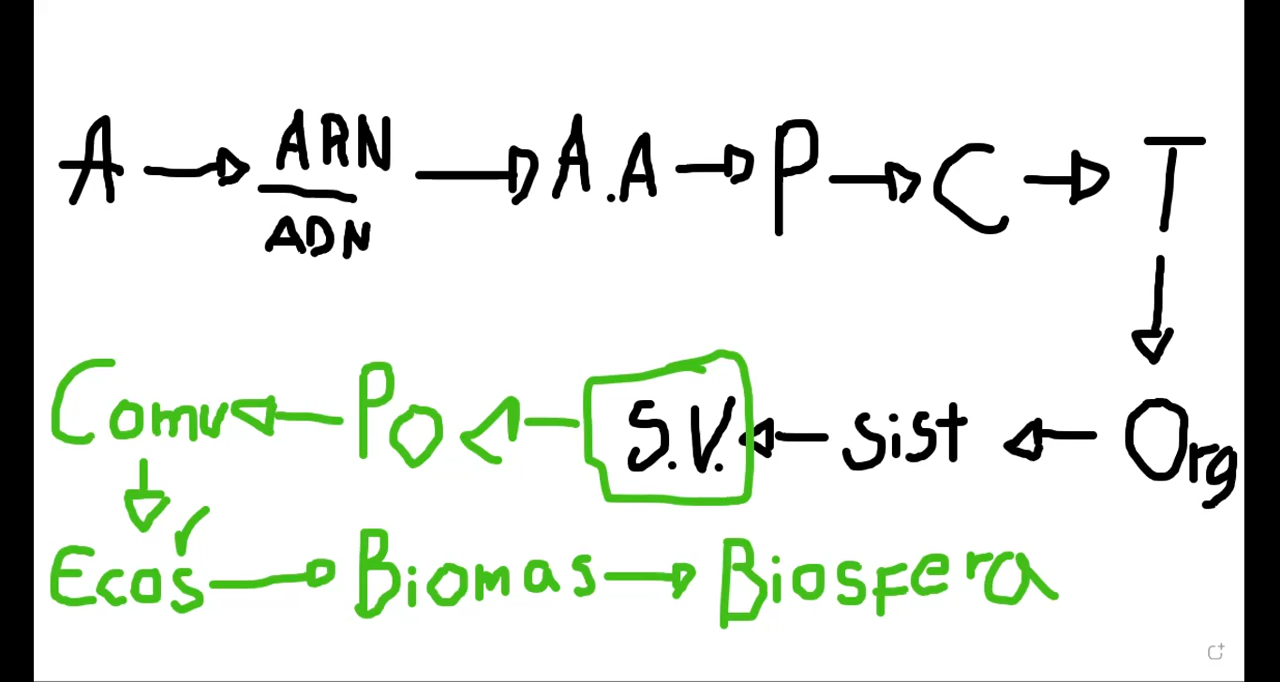 A → ARN → A.A → P → C → T
ADN
Comu ← PO ← S.V. ← Sist ← Org
Ecos → Biomas → Biosfera